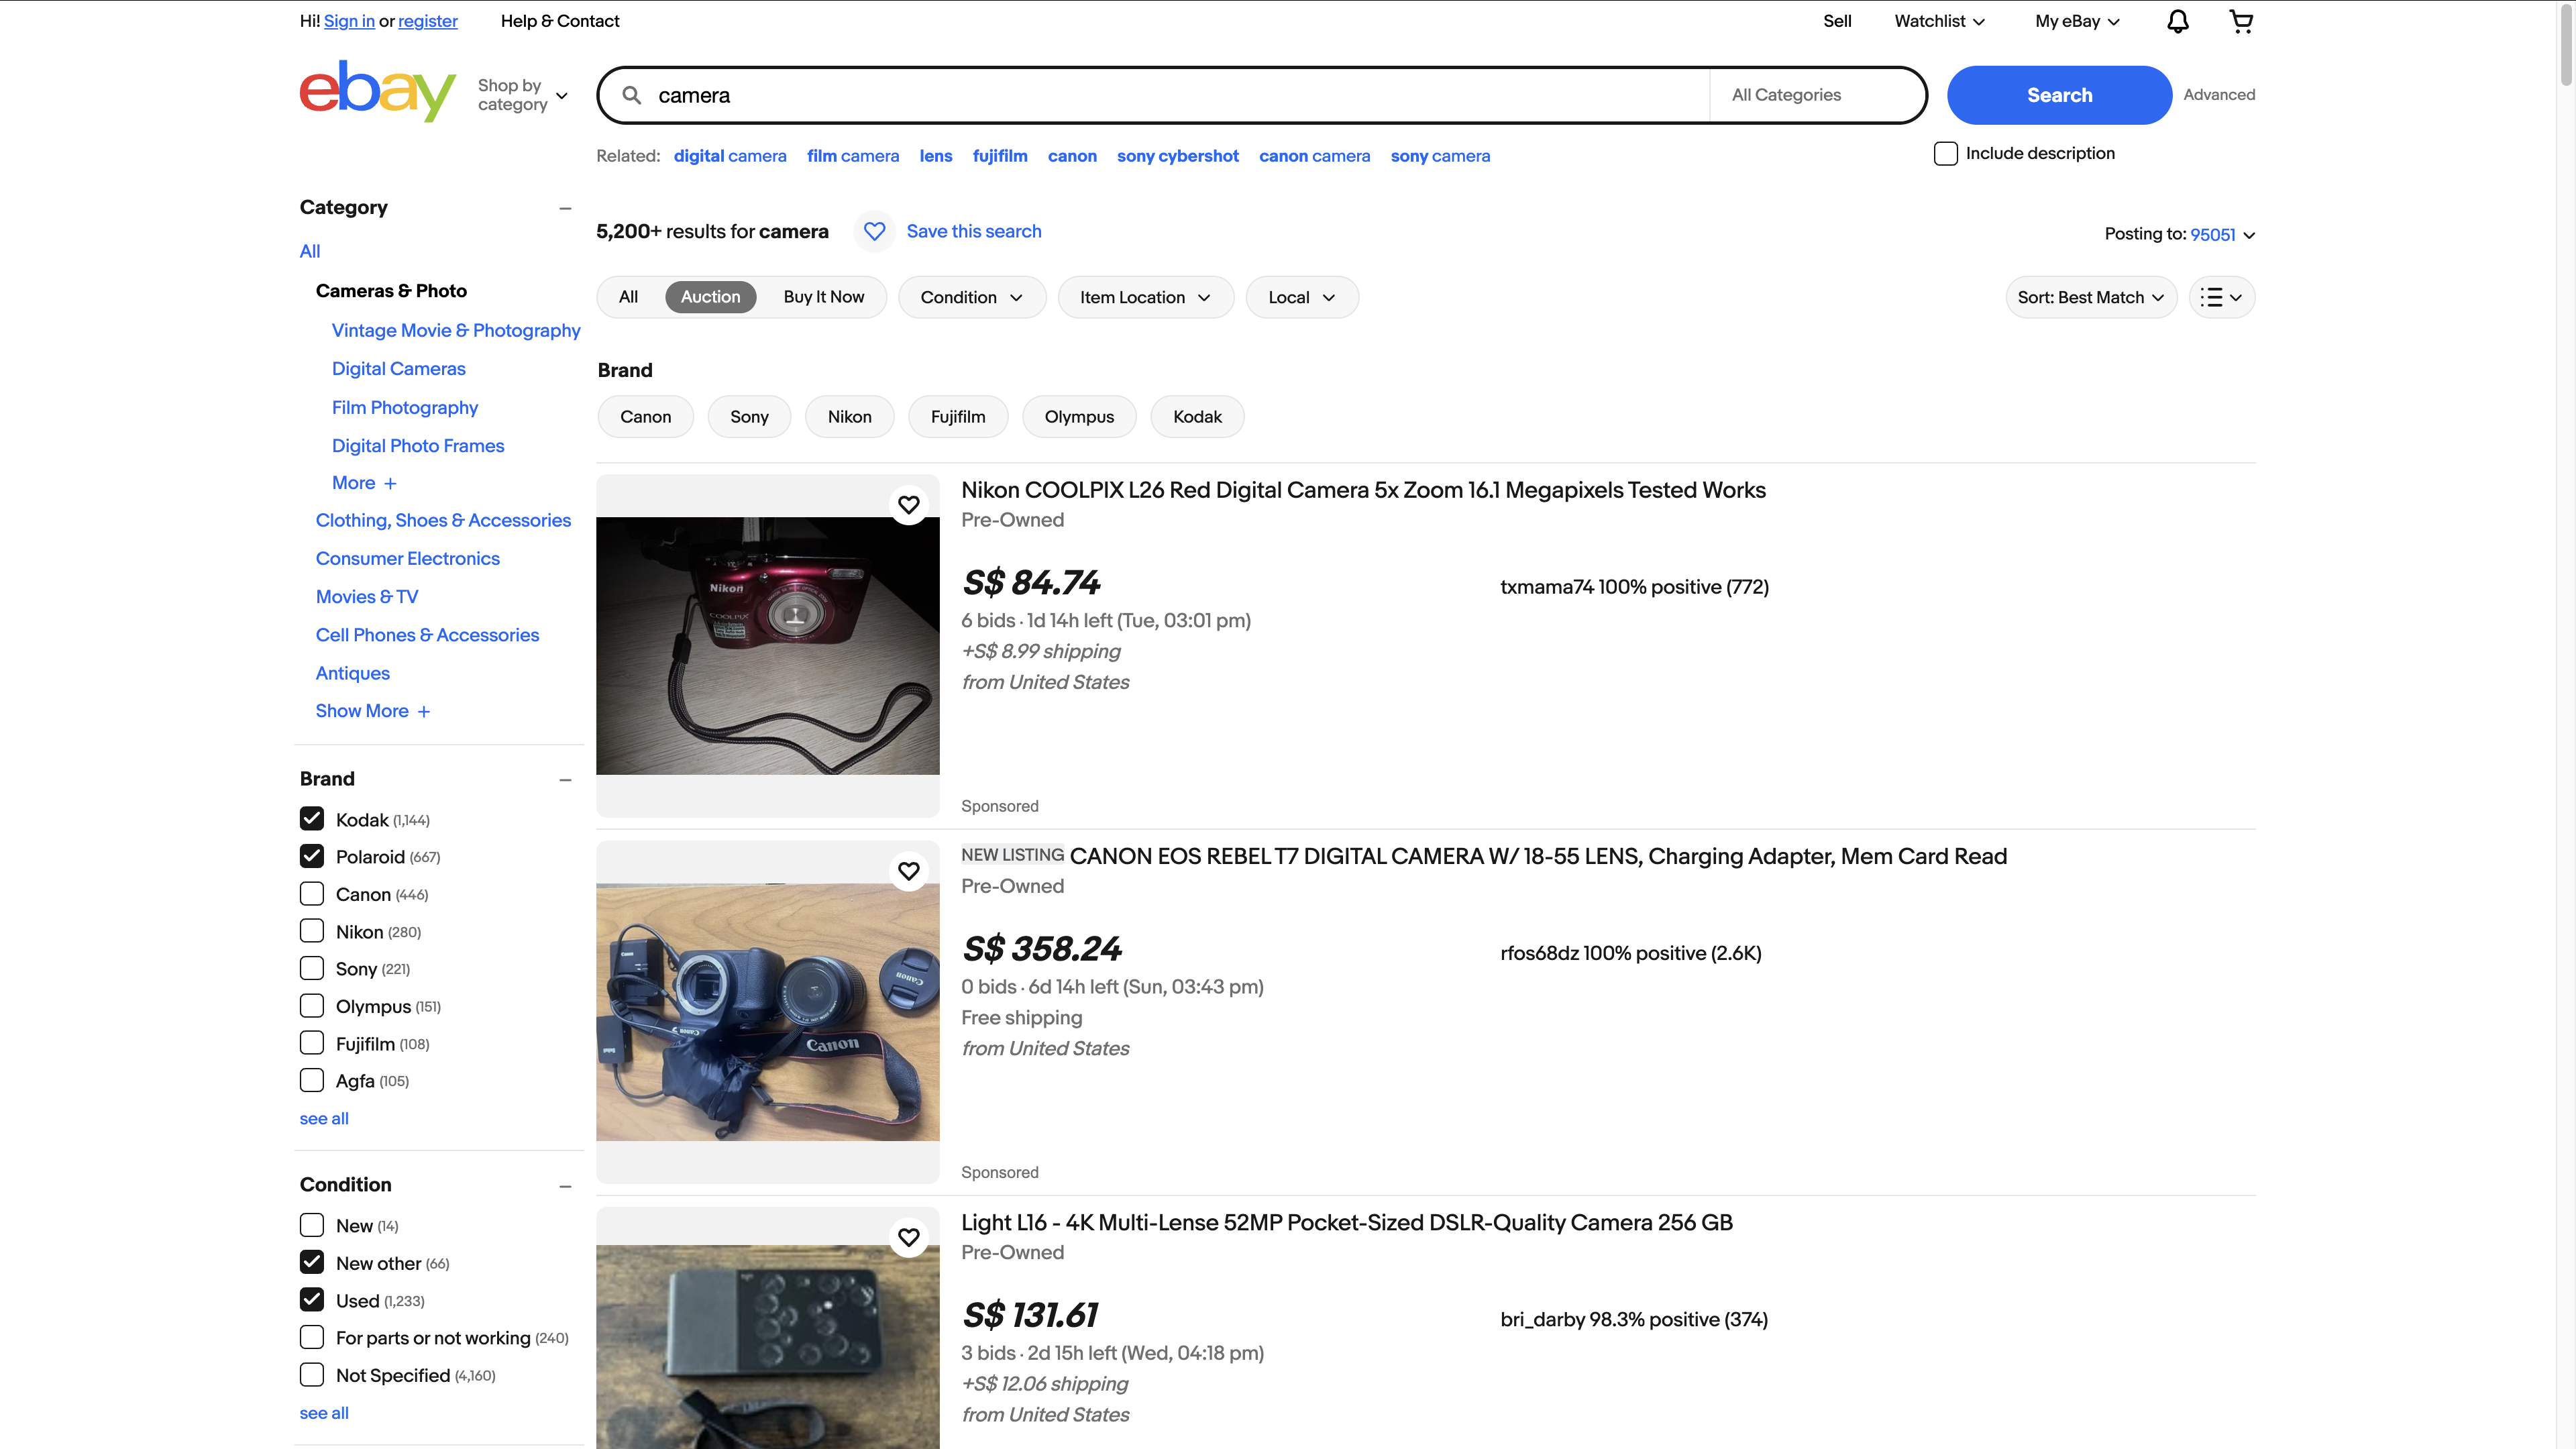 Hi! Sign in or register
Help & Contact
Sell
Watchlist
My eBay
ebay
Shop by
category
camera
All Categories
Search
Advanced
Related: digital camera film camera lens fujifilm canon sony cybershot canon camera sony camera
Include description
Category
All
Cameras & Photo
Vintage Movie & Photography
Digital Cameras
Film Photography
Digital Photo Frames
More +
Clothing, Shoes & Accessories
Consumer Electronics
Movies & TV
Cell Phones & Accessories
Antiques
Show More +
Brand
Kodak (1,144)
Polaroid (667)
Canon (446)
Nikon (280)
Sony (221)
Olympus (151)
Fujifilm (108)
Agfa (105)
see all
Condition
New (14)
New other (66)
Used (1,233)
For parts or not working (240)
Not Specified (4,160)
see all
5,200+ results for camera
Save this search
Posting to: 95051
All
Auction
Buy It Now
Condition
Item Location
Local
Sort: Best Match
Brand
Canon
Sony
Nikon
Fujifilm
Olympus
Kodak
Nikon
COOLPIX
Nikon COOLPIX L26 Red Digital Camera 5x Zoom 16.1 Megapixels Tested Works
Pre-Owned
S$ 84.74
6 bids · 1d 14h left (Tue, 03:01 pm)
+S$ 8.99 shipping
from United States
txmama74 100% positive (772)
Sponsored
Canon
Canon
Canon
NEW LISTING CANON EOS REBEL T7 DIGITAL CAMERA W/ 18-55 LENS, Charging Adapter, Mem Card Read
Pre-Owned
S$ 358.24
0 bids · 6d 14h left (Sun, 03:43 pm)
Free shipping
from United States
rfos68dz 100% positive (2.6K)
Sponsored
Light L16 - 4K Multi-Lense 52MP Pocket-Sized DSLR-Quality Camera 256 GB
Pre-Owned
S$ 131.61
3 bids · 2d 15h left (Wed, 04:18 pm)
+S$ 12.06 shipping
from United States
bri_darby 98.3% positive (374)